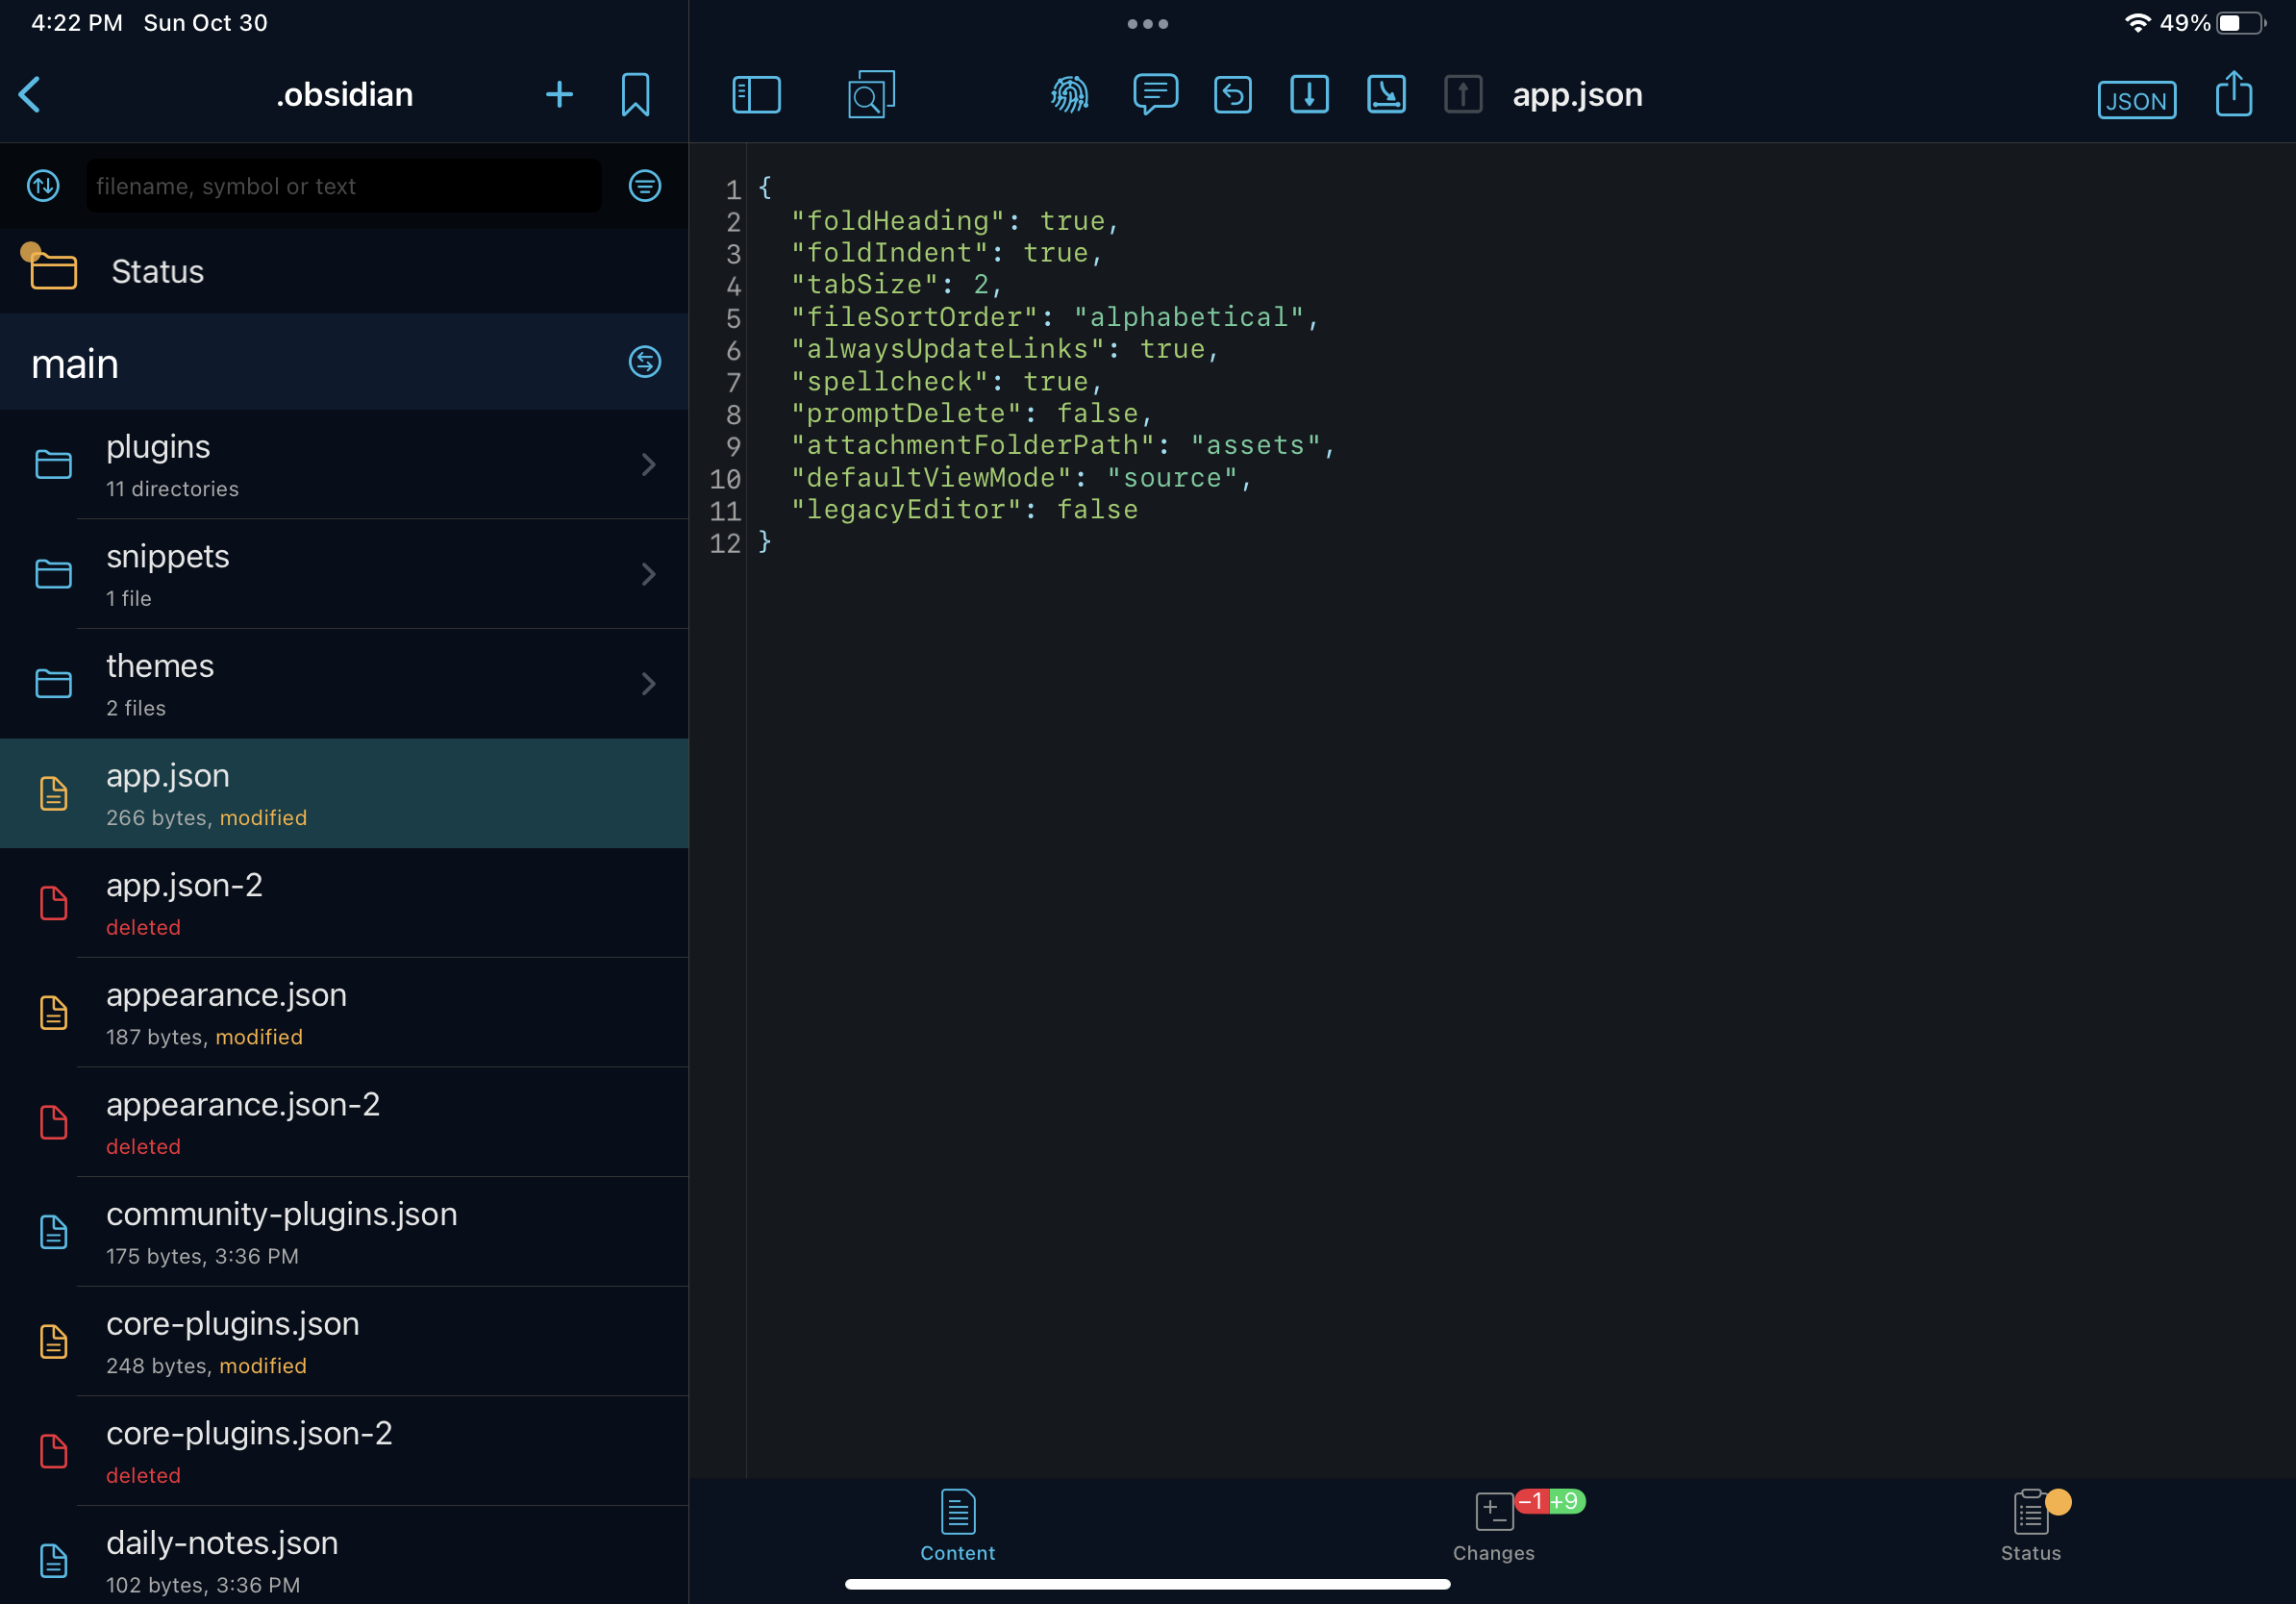 4:22 PM Sun Oct 30
49%
.obsidian
app.json
JSON
filename, symbol or text
Status
main
plugins
11 directories
snippets
1 file
themes
2 files
app.json
266 bytes, modified
app.json-2
deleted
appearance.json
187 bytes, modified
appearance.json-2
deleted
community-plugins.json
175 bytes, 3:36 PM
core-plugins.json
248 bytes, modified
core-plugins.json-2
deleted
daily-notes.json
102 bytes, 3:36 PM
1 {
2 "foldHeading": true,
3 "foldIndent": true,
4 "tabSize": 2,
5 "fileSortOrder": "alphabetical",
6 "alwaysUpdateLinks": true,
7 "spellcheck": true,
8 "promptDelete": false,
9 "attachmentFolderPath": "assets",
10 "defaultViewMode": "source",
11 "legacyEditor": false
12 }
Content
−1 +9
Changes
Status